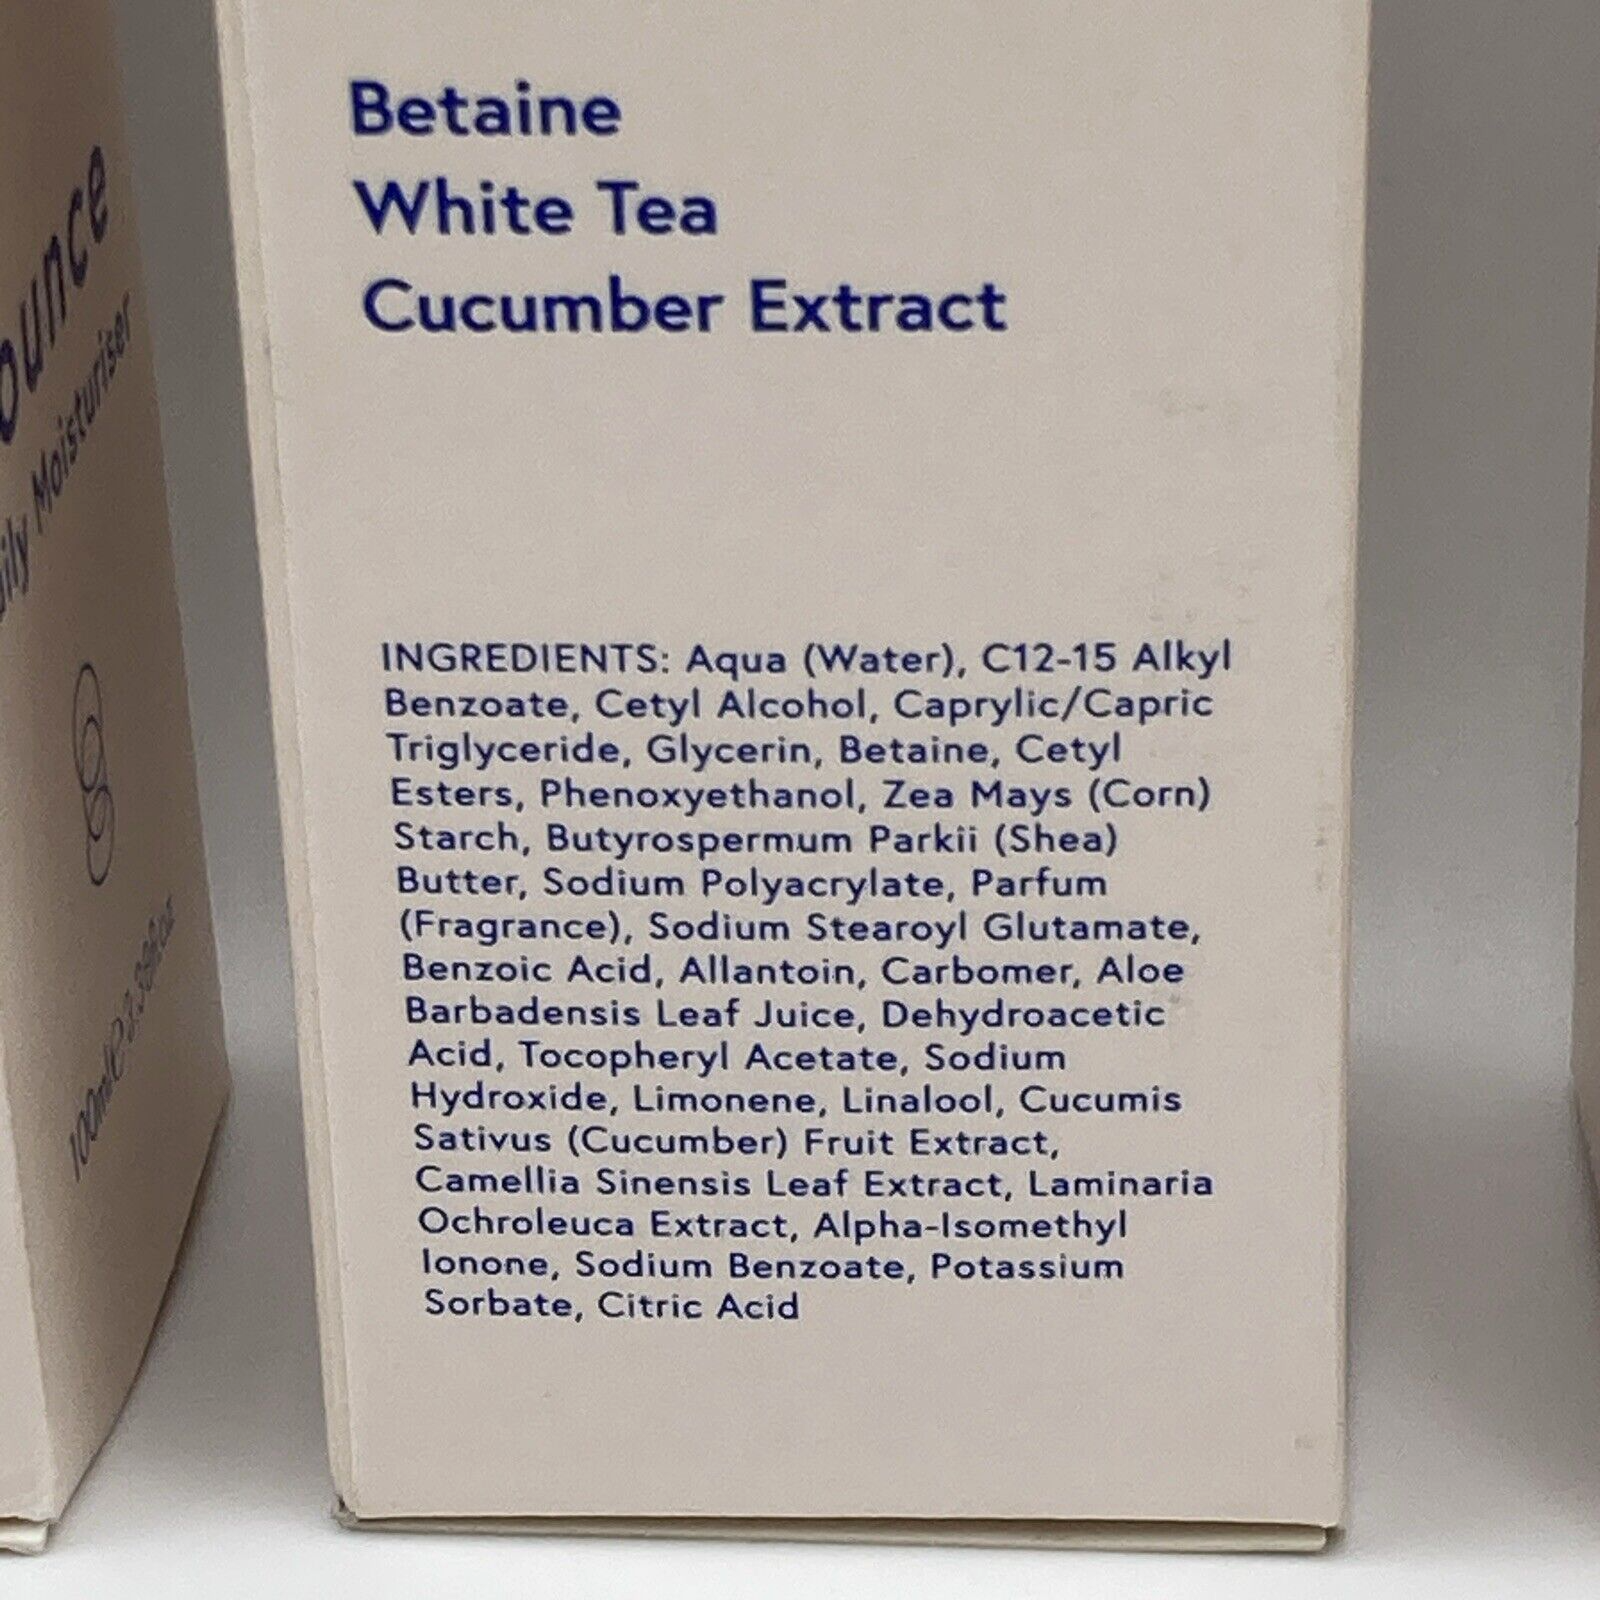 Betaine
White Tea
Cucumber Extract
INGREDIENTS: Aqua (Water), C12-15 Alkyl
Benzoate, Cetyl Alcohol, Caprylic/Capric
Triglyceride, Glycerin, Betaine, Cetyl
Esters, Phenoxyethanol, Zea Mays (Corn)
Starch, Butyrospermum Parkii (Shea)
Butter, Sodium Polyacrylate, Parfum
(Fragrance), Sodium Stearoyl Glutamate,
Benzoic Acid, Allantoin, Carbomer, Aloe
Barbadensis Leaf Juice, Dehydroacetic
Acid, Tocopheryl Acetate, Sodium
Hydroxide, Limonene, Linalool, Cucumis
Sativus (Cucumber) Fruit Extract,
Camellia Sinensis Leaf Extract, Laminaria
Ochroleuca Extract, Alpha-Isomethyl
Ionone, Sodium Benzoate, Potassium
Sorbate, Citric Acid
ounce
Moisturiser
100ml